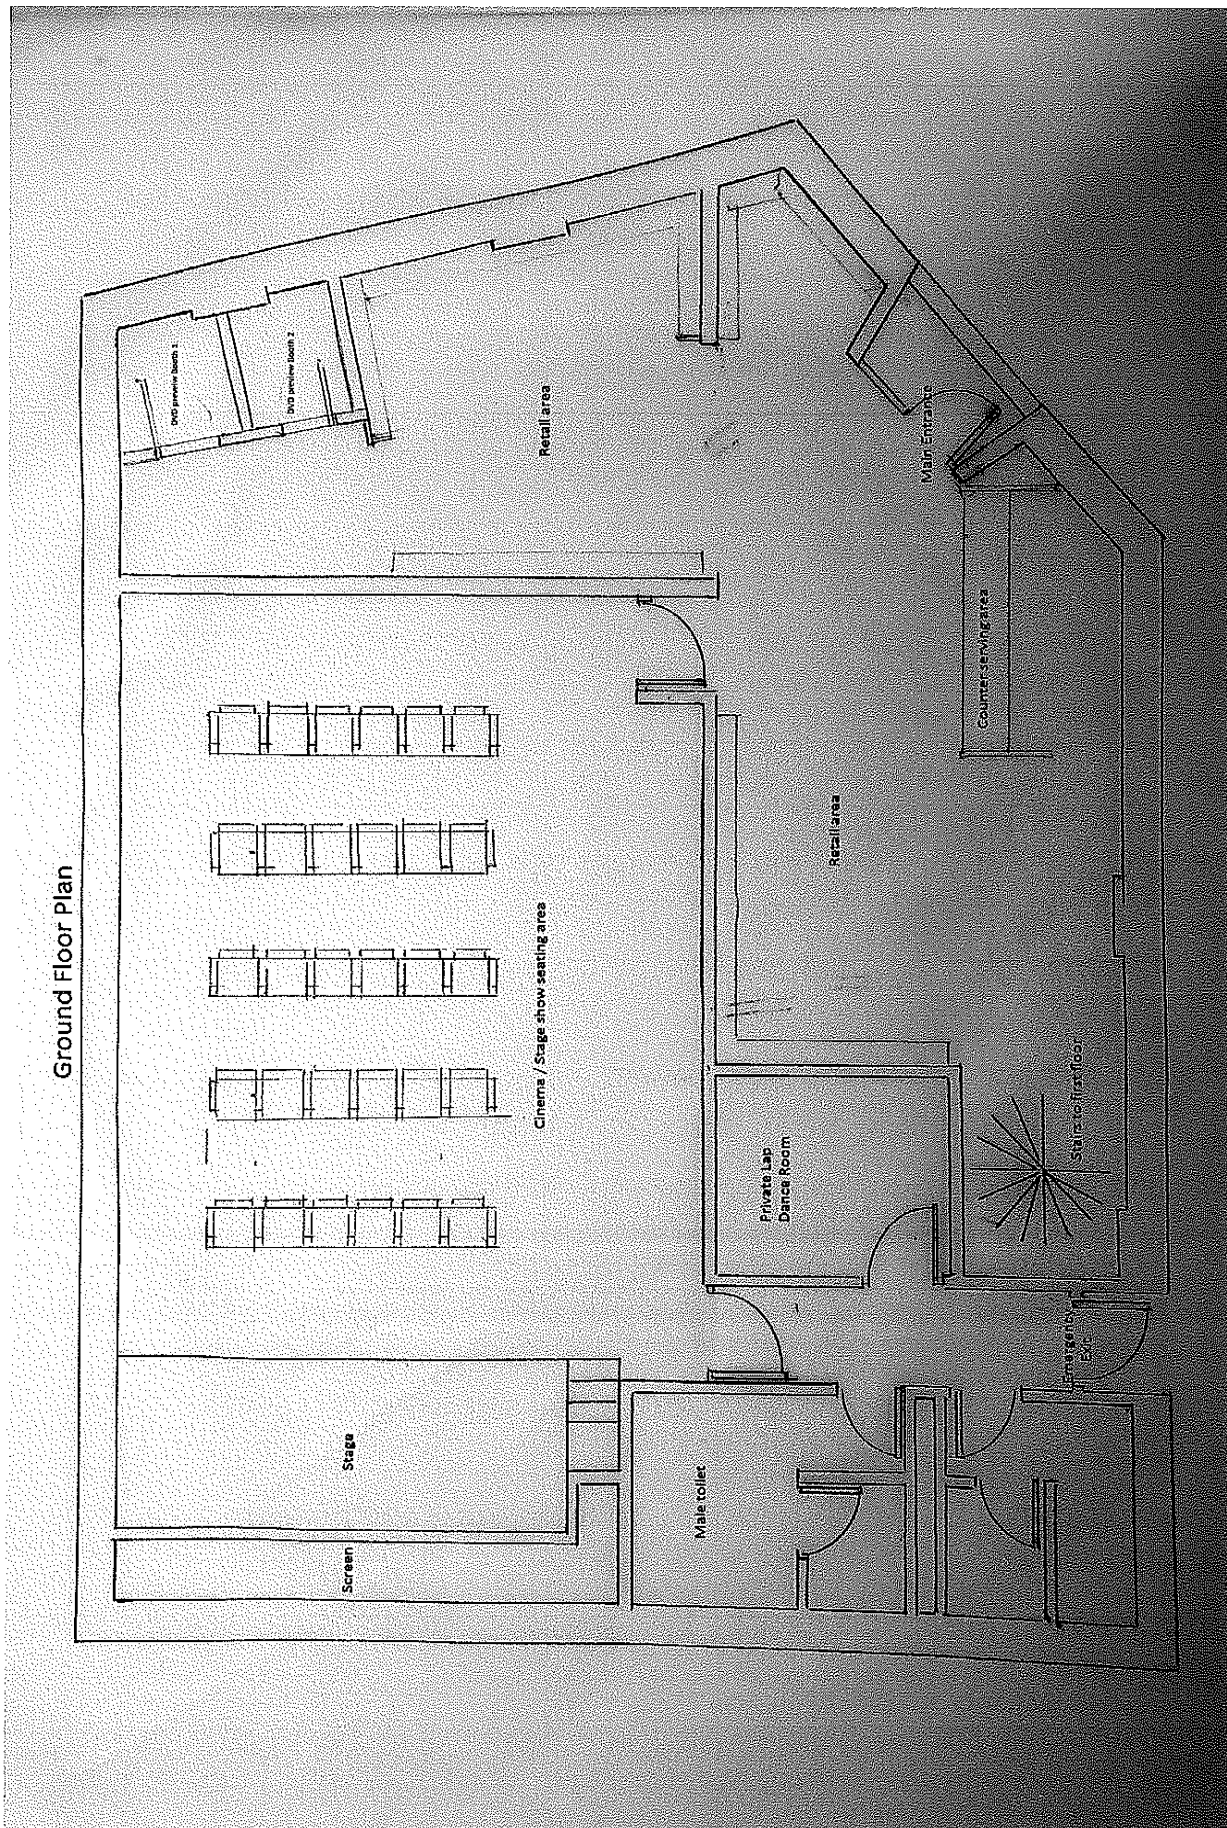 Ground Floor Plan
Screen
Stage
Cinema / Stage show seating area
DVD preview Booth 1
DVD preview Booth 2
Retail area
Male toilet
Private Lap
Dance Room
Retail area
Main Entrance
Counter serving area
Emergency
Exit
Stairs to first floor